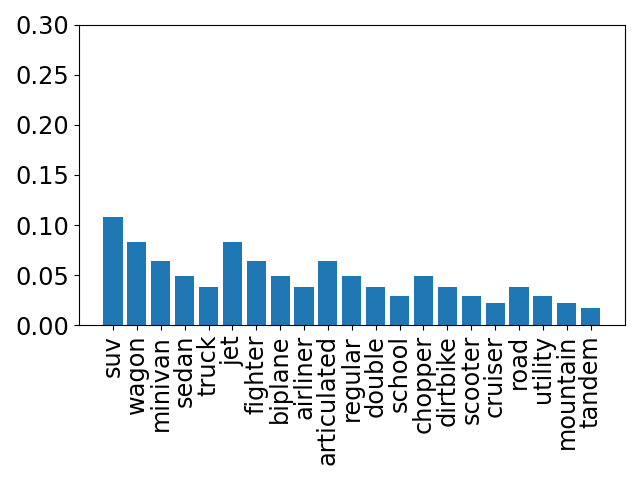 0.30
0.25
0.20
0.15
0.10
0.05
0.00
suv
wagon
minivan
sedan
truck
jet
fighter
biplane
airliner
articulated
regular
double
school
chopper
dirtbike
scooter
cruiser
road
utility
mountain
tandem